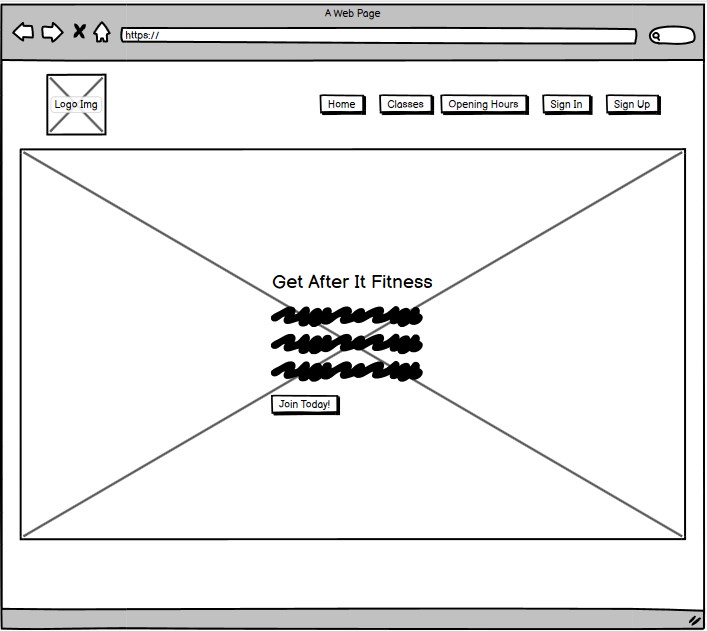 A Web Page
https://
Logo Img
Home Classes Opening Hours Sign In Sign Up
Get After It Fitness
Join Today!